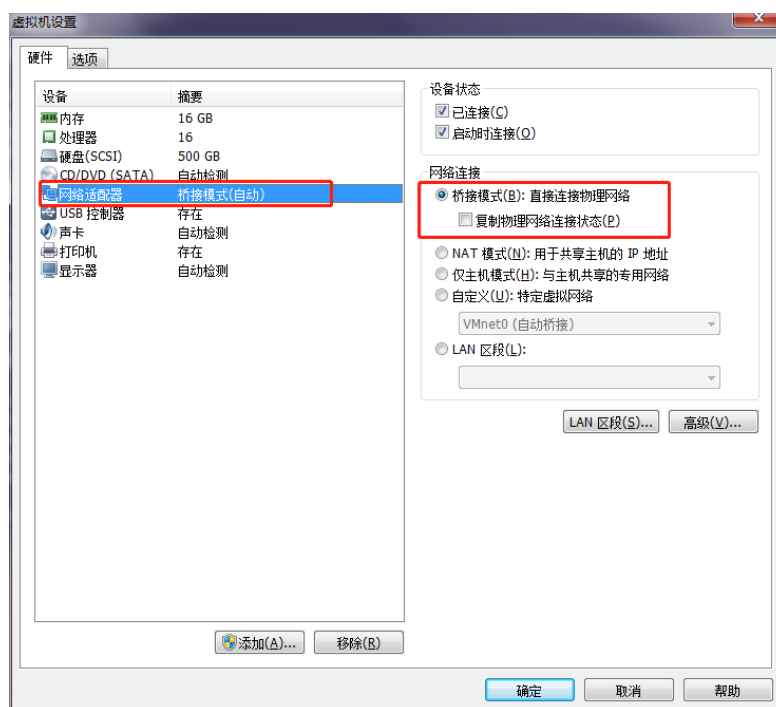 虚拟机设置
硬件 选项
设备 摘要
内存 16 GB
处理器 16
硬盘(SCSI) 500 GB
CD/DVD (SATA) 自动检测
网络适配器 桥接模式(自动)
USB 控制器 存在
声卡 自动检测
打印机 存在
显示器 自动检测
添加(A)... 移除(R)
设备状态
已连接(C)
启动时连接(O)
网络连接
桥接模式(B): 直接连接物理网络
复制物理网络连接状态(P)
NAT 模式(N): 用于共享主机的 IP 地址
仅主机模式(H): 与主机共享的专用网络
自定义(U): 特定虚拟网络
VMnet0 (自动桥接)
LAN 区段(L):
LAN 区段(S)... 高级(V)...
确定 取消 帮助